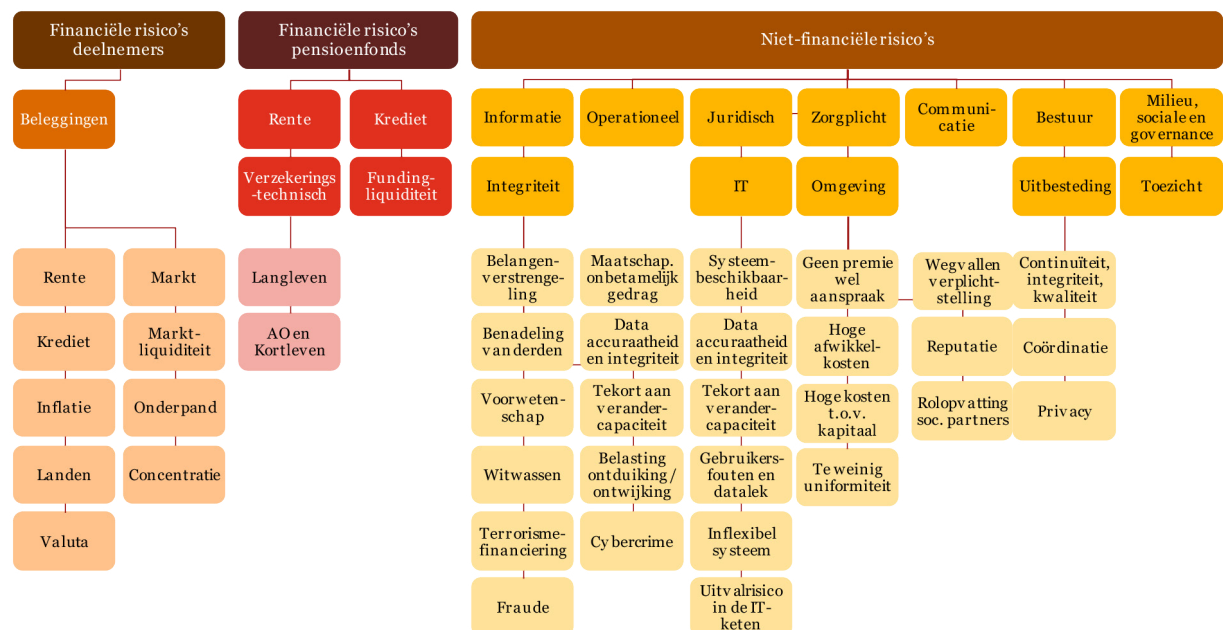 Financiële risico's
deelnemers
Financiële risico's
pensioenfonds
Niet-financiële risico's
Beleggingen
Rente
Krediet
Informatie
Operationeel
Juridisch
Zorgplicht
Communi-
catie
Bestuur
Milieu,
sociale en
governance
Verzekerings
-technisch
Funding-
liquiditeit
Integriteit
IT
Omgeving
Uitbesteding
Toezicht
Rente
Markt
Langleven
Belangen-
verstrenge-
ling
Maatschap.
onbetamelijk
gedrag
Systeem-
beschikbaar-
heid
Geen premie
wel
aanspraak
Wegvallen
verplicht-
stelling
Continuïteit,
integriteit,
kwaliteit
Krediet
Markt-
liquiditeit
AO en
Kortleven
Benadeling
van derden
Data
accuraatheid
en integriteit
Data
accuraatheid
en integriteit
Hoge
afwikkel-
kosten
Reputatie
Coördinatie
Inflatie
Onderpand
Voorweten-
schap
Tekort aan
verander-
capaciteit
Tekort aan
verander-
capaciteit
Hoge kosten
t.o.v.
kapitaal
Rolopvatting
soc. partners
Privacy
Landen
Concentratie
Witwassen
Belasting
ontduiking /
ontwijking
Gebruikers-
fouten en
datalek
Te weinig
uniformiteit
Valuta
Terrorisme-
financiering
Cybercrime
Inflexibel
systeem
Fraude
Uitvalrisico
in de IT-
keten